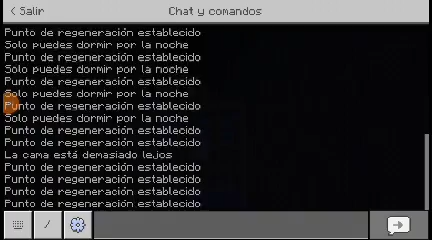 < Salir
Chat y comandos
Punto de regeneración establecido
Solo puedes dormir por la noche
Punto de regeneración establecido
Solo puedes dormir por la noche
Punto de regeneración establecido
Solo puedes dormir por la noche
Punto de regeneración establecido
Solo puedes dormir por la noche
Punto de regeneración establecido
Punto de regeneración establecido
La cama está demasiado lejos
Punto de regeneración establecido
Punto de regeneración establecido
Punto de regeneración establecido
Punto de regeneración establecido
/